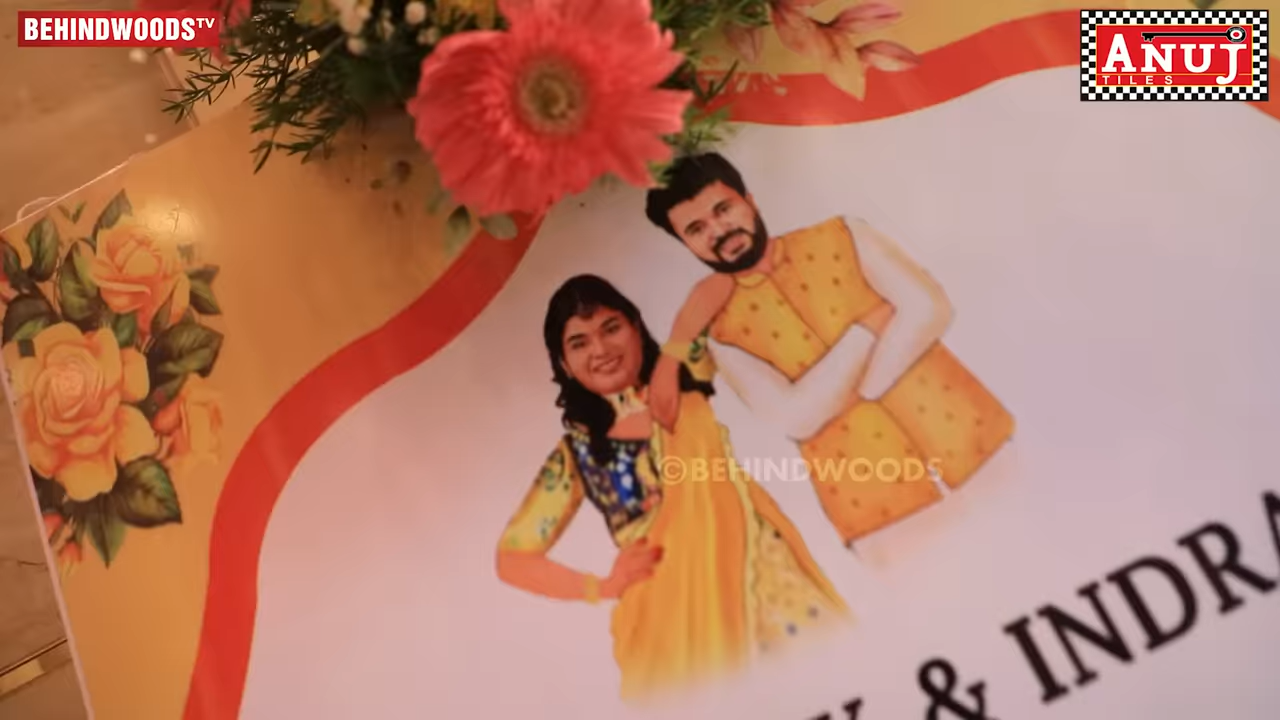 BEHINDWOODS TV
ANUJ
TILES
©BEHINDWOODS
& INDRA